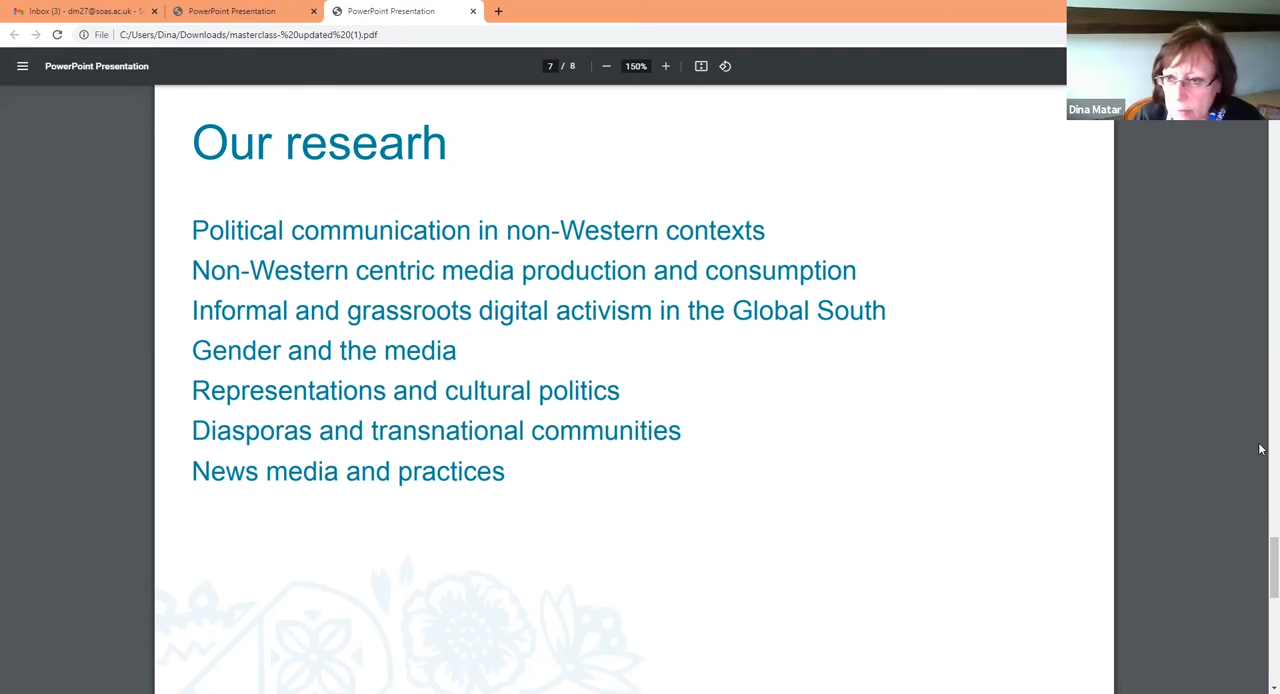 Inbox (3) - dm27@soas.ac.uk - S
PowerPoint Presentation
PowerPoint Presentation
File
C:/Users/Dina/Downloads/masterclass-%20updated%20(1).pdf
PowerPoint Presentation
7 / 8
150%
Dina Matar
Our researh
Political communication in non-Western contexts
Non-Western centric media production and consumption
Informal and grassroots digital activism in the Global South
Gender and the media
Representations and cultural politics
Diasporas and transnational communities
News media and practices